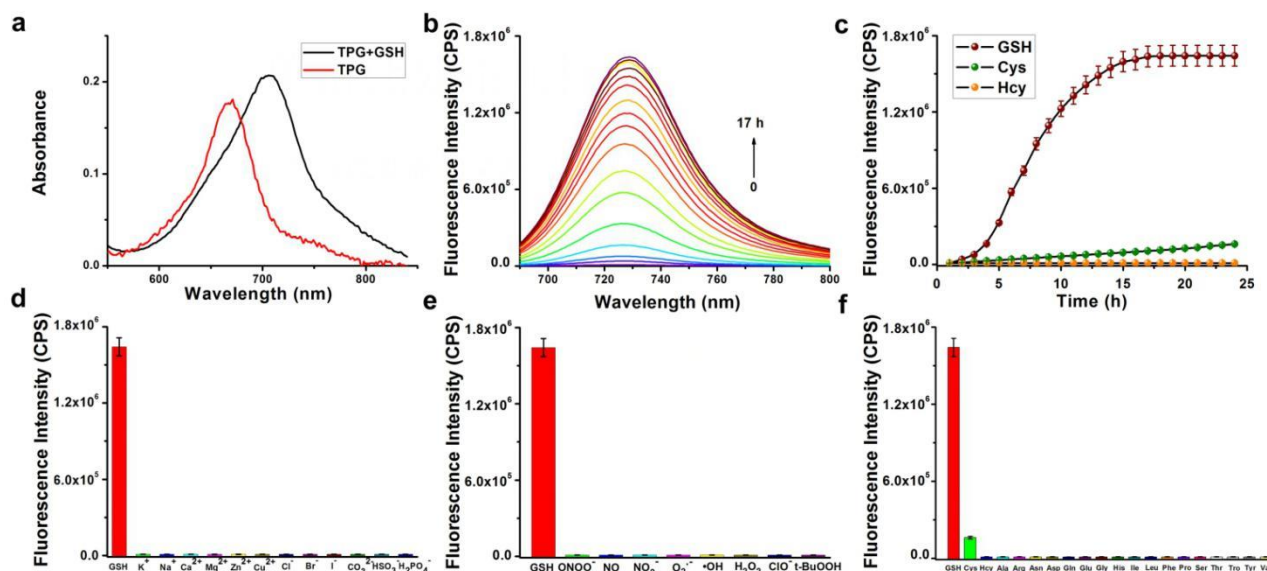 a
Absorbance
0.2
0.1
0.0
600 700 800
Wavelength (nm)
TPG+GSH
TPG
b
Fluorescence Intensity (CPS)
1.8x10⁶
1.2x10⁶
6.0x10⁵
0.0
700 720 740 760 780 800
Wavelength (nm)
17 h
0
c
Fluorescence Intensity (CPS)
1.8x10⁶
1.2x10⁶
6.0x10⁵
0.0
0 5 10 15 20 25
Time (h)
GSH
Cys
Hcy
d
Fluorescence Intensity (CPS)
1.8x10⁶
1.2x10⁶
6.0x10⁵
0.0
GSH K⁺ Na⁺ Ca²⁺ Mg²⁺ Zn²⁺ Cu²⁺ Cl⁻ Br⁻ I⁻ CO₃²⁻ HSO₃⁻ H₂PO₄⁻
e
Fluorescence Intensity (CPS)
1.8x10⁶
1.2x10⁶
6.0x10⁵
0.0
GSH ONOO⁻ NO NO₂⁻ O₂·⁻ •OH H₂O₂ ClO⁻ t-BuOOH
f
Fluorescence Intensity (CPS)
1.8x10⁶
1.2x10⁶
6.0x10⁵
0.0
GSH Cys Hcy Ala Arg Asn Asp Gln Glu Gly His Ile Leu Phe Pro Ser Thr Tro Tyr